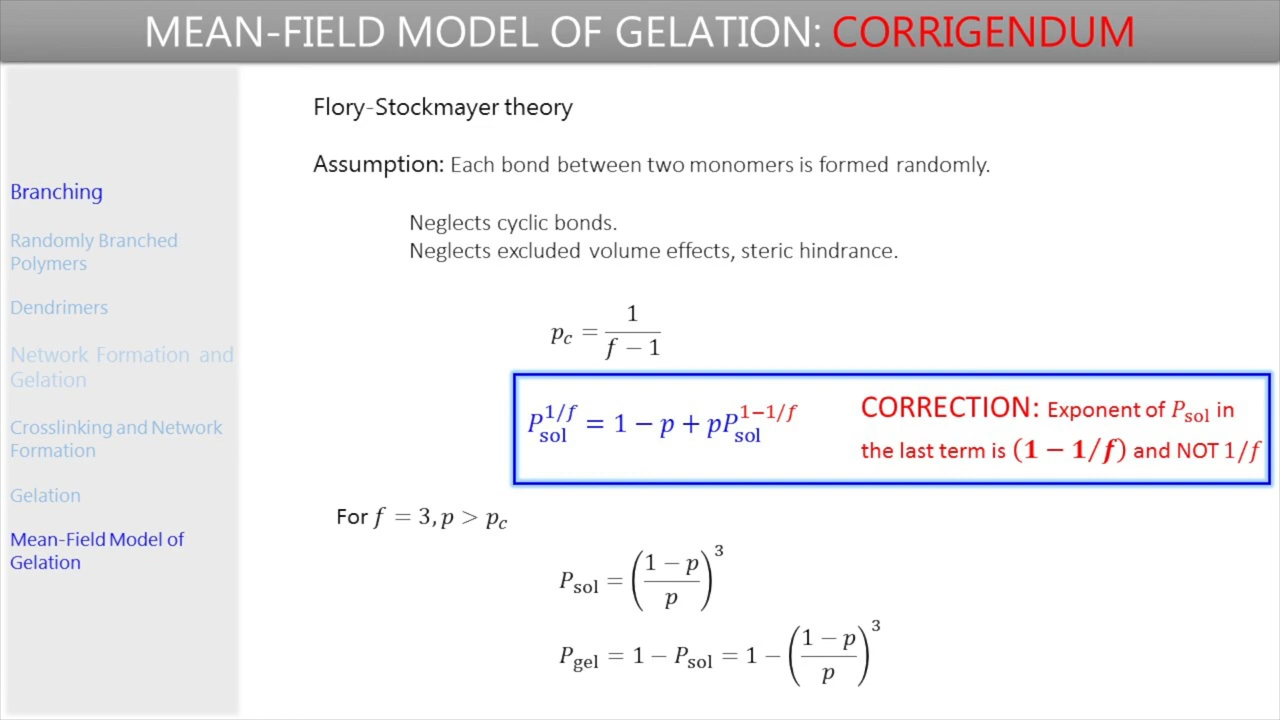 MEAN-FIELD MODEL OF GELATION: CORRIGENDUM
Branching
Randomly Branched
Polymers
Dendrimers
Network Formation and
Gelation
Crosslinking and Network
Formation
Gelation
Mean-Field Model of
Gelation
Flory-Stockmayer theory
Assumption: Each bond between two monomers is formed randomly.
Neglects cyclic bonds.
Neglects excluded volume effects, steric hindrance.
p_c = 1/(f − 1)
P_sol^{1/f} = 1 − p + pP_sol^{1−1/f}
CORRECTION: Exponent of P_sol in
the last term is (1 − 1/f) and NOT 1/f
For f = 3, p > p_c
P_sol = ((1 − p)/p)^3
P_gel = 1 − P_sol = 1 − ((1 − p)/p)^3